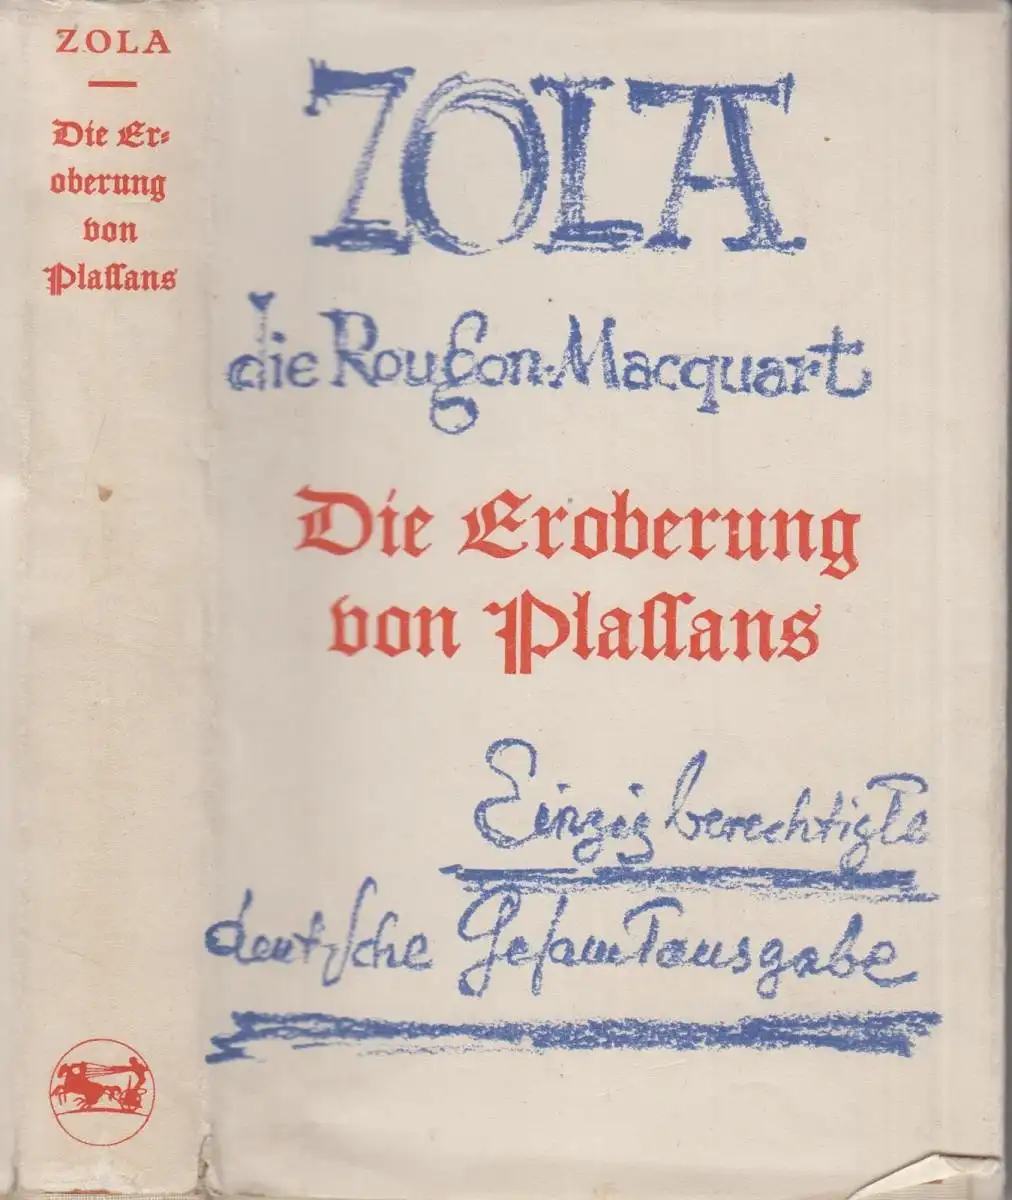 ZOLA
Die Er⸗
oberung
von
Plaſſans
ZOLA
die Rougon-Macquart
Die Eroberung
von Plaſſans
Einzig berechtigte
deutſche Geſamtausgabe